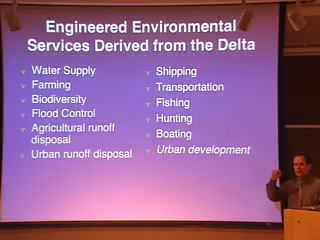 Engineered Environmental
Services Derived from the Delta
Water Supply
Farming
Biodiversity
Flood Control
Agricultural runoff
disposal
Urban runoff disposal
Shipping
Transportation
Fishing
Hunting
Boating
Urban development